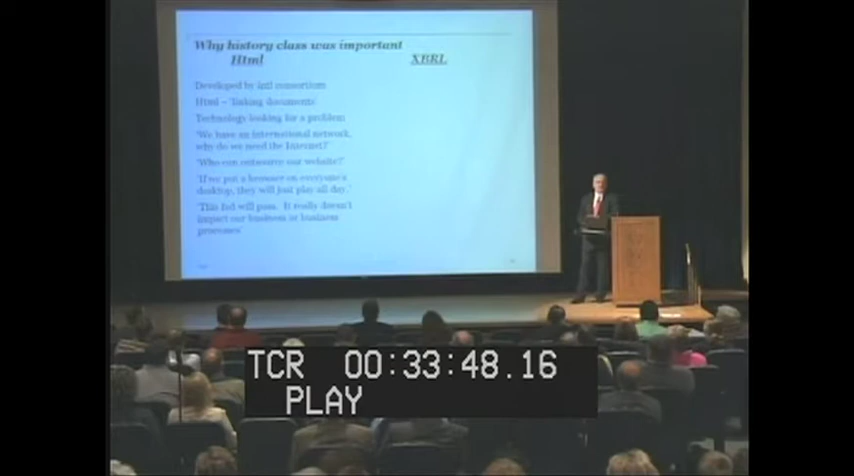 Why history class was important
Html XBRL
Developed by intl consortium
Html – 'linking documents'
Technology looking for a problem
'We have an international network,
why do we need the Internet?'
'Who can outsource our website?'
'If we put a browser on everyone's
desktop, they will just play all day.'
'This fad will pass. It really doesn't
impact our business or business
processes'
TCR 00:33:48.16
PLAY